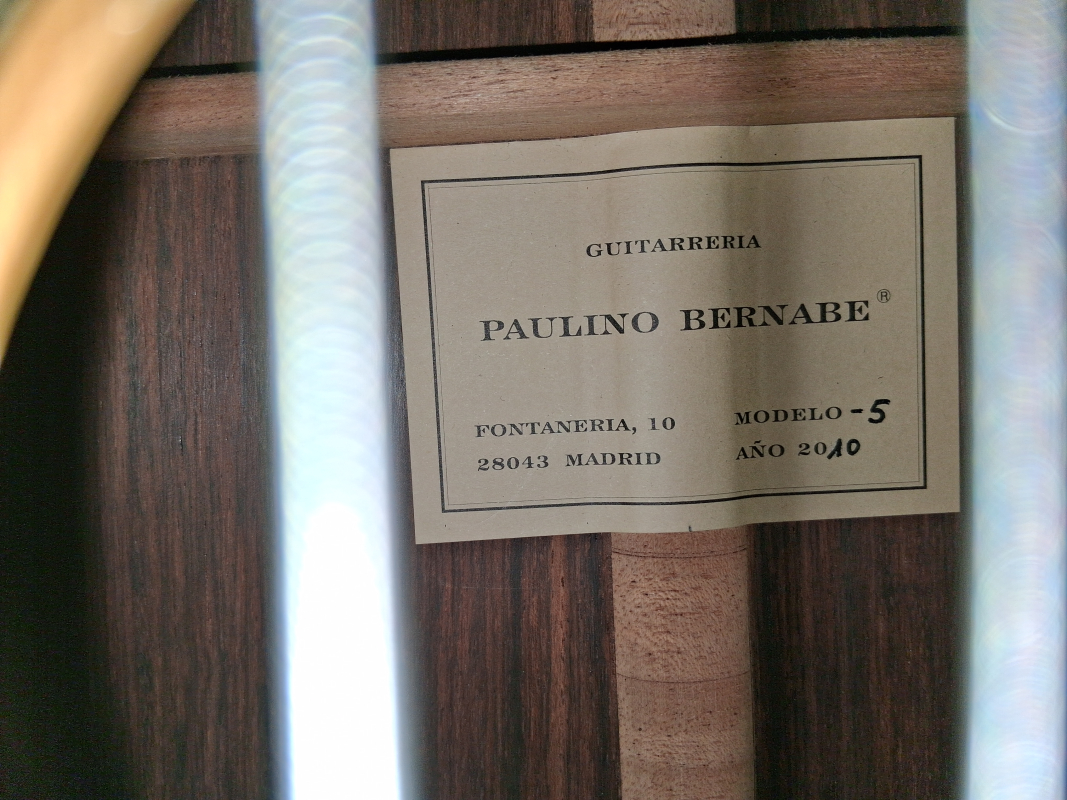 GUITARRERIA
PAULINO BERNABE®
FONTANERIA, 10
28043 MADRID
MODELO -5
AÑO 2010